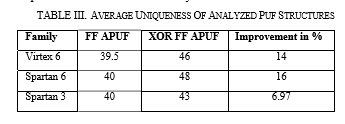 TABLE III. AVERAGE UNIQUENESS OF ANALYZED PUF STRUCTURES
Family FF APUF XOR FF APUF Improvement in %
Virtex 6 39.5 46 14
Spartan 6 40 48 16
Spartan 3 40 43 6.97